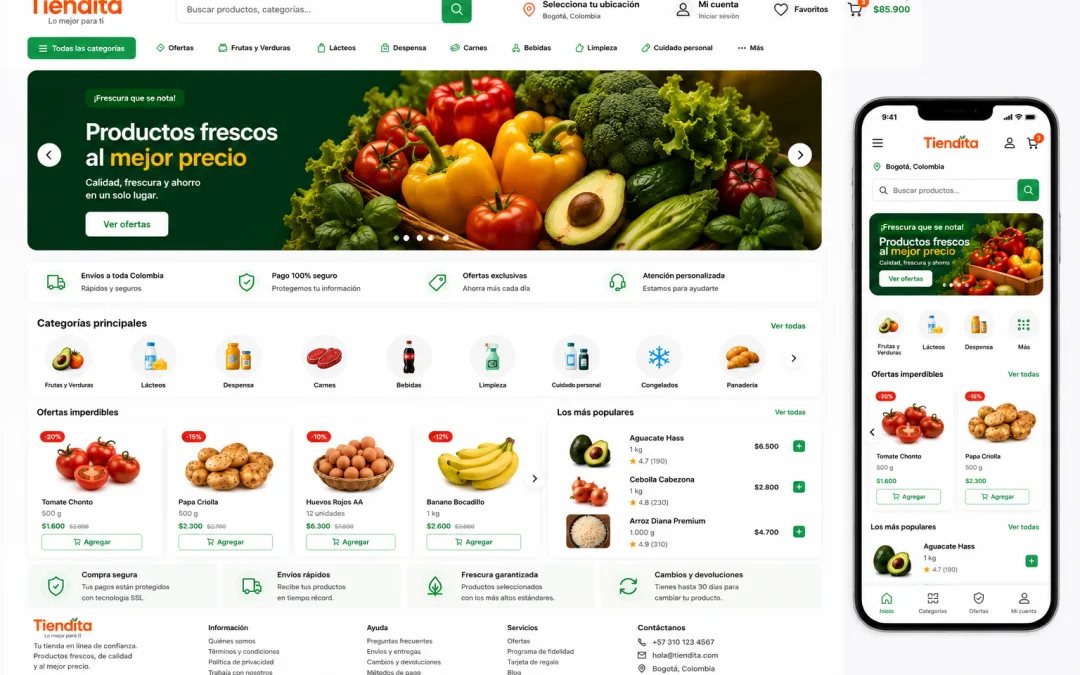 Tiendita
Lo mejor para ti
Buscar productos, categorías...
Selecciona tu ubicación
Bogotá, Colombia
Mi cuenta
Iniciar sesión
Favoritos
$85.900
Todas las categorías
Ofertas
Frutas y Verduras
Lácteos
Despensa
Carnes
Bebidas
Limpieza
Cuidado personal
Más
¡Frescura que se nota!
Productos frescos
al mejor precio
Calidad, frescura y ahorro
en un solo lugar.
Ver ofertas
Envíos a toda Colombia
Rápidos y seguros
Pago 100% seguro
Protegemos tu información
Ofertas exclusivas
Ahorra más cada día
Atención personalizada
Estamos para ayudarte
Categorías principales
Ver todas
Frutas y Verduras
Lácteos
Despensa
Carnes
Bebidas
Limpieza
Cuidado personal
Congelados
Panadería
Ofertas imperdibles
-20%
Tomate Chonto
500 g
$1.600 $2.000
Agregar
-15%
Papa Criolla
500 g
$2.300 $2.700
Agregar
-10%
Huevos Rojos AA
12 unidades
$6.300 $7.000
Agregar
-12%
Banano Bocadillo
1 kg
$2.600
Agregar
Los más populares
Ver todas
Aguacate Hass
1 kg
4.7 (190)
$6.500
Cebolla Cabezona
1 kg
4.8 (230)
$2.800
Arroz Diana Premium
1.000 g
4.9 (310)
$4.700
Compra segura
Tus pagos están protegidos
con tecnología SSL.
Envíos rápidos
Recibe tus productos
en tiempo récord.
Frescura garantizada
Productos seleccionados
con los más altos estándares.
Cambios y devoluciones
Tienes hasta 30 días para
cambiar tu producto.
Tiendita
Lo mejor para ti
Tu tienda en línea de confianza.
Productos frescos, de calidad
y al mejor precio.
Información
Quiénes somos
Términos y condiciones
Política de privacidad
Trabaja con nosotros
Ayuda
Preguntas frecuentes
Envíos y entregas
Cambios y devoluciones
Métodos de pago
Servicios
Ofertas
Programa de fidelidad
Tarjeta de regalo
Blog
Contáctanos
+57 310 123 4567
hola@tiendita.com
Bogotá, Colombia
9:41
Tiendita
2
Bogotá, Colombia
Buscar productos...
¡Frescura que se nota!
Productos frescos
al mejor precio
Calidad, frescura y ahorro
Ver ofertas
Frutas y
Verduras
Lácteos
Despensa
Más
Ofertas imperdibles
Ver todas
-20%
Tomate Chonto
500 g
$1.600
Agregar
-15%
Papa Criolla
500 g
$2.300
Agregar
Los más populares
Ver todas
Aguacate Hass
1 kg
4.7 (190)
Inicio
Categorías
Ofertas
Mi cuenta